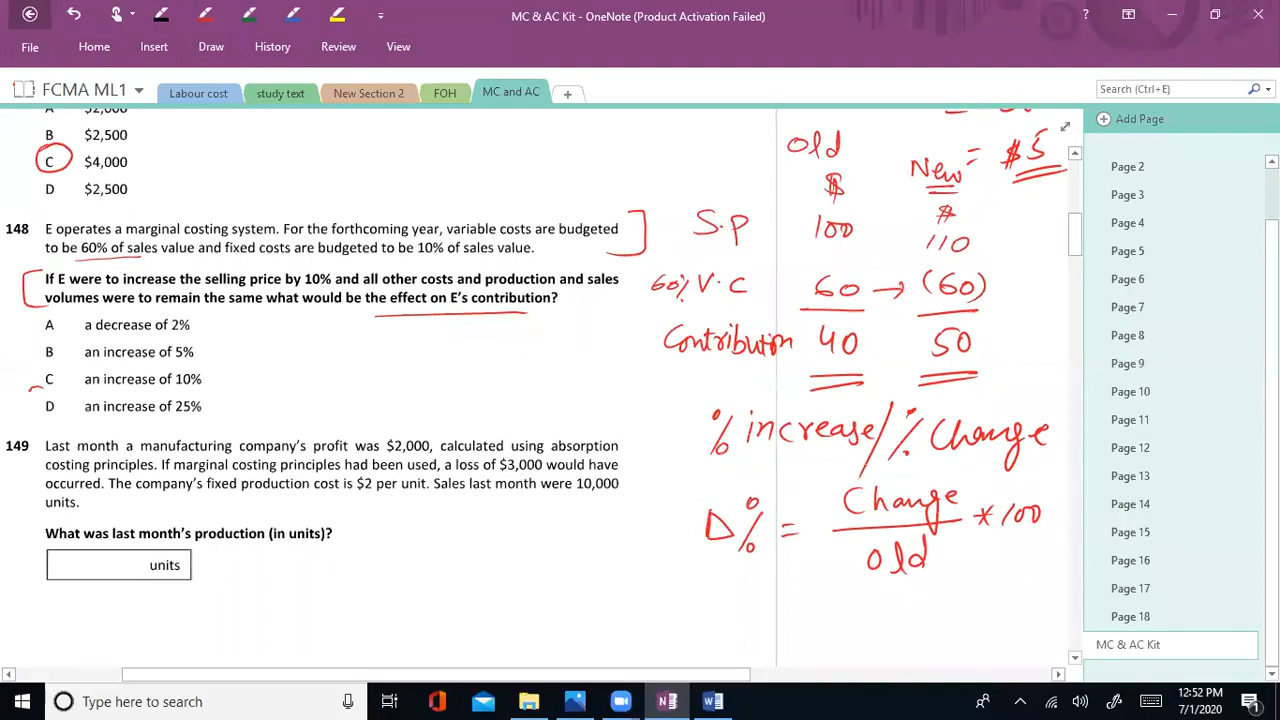 MC & AC Kit - OneNote (Product Activation Failed)
File Home Insert Draw History Review View
FCMA ML1 Labour cost study text New Section 2 FOH MC and AC
Search (Ctrl+E)
Add Page
Page 2
Page 3
Page 4
Page 5
Page 6
Page 7
Page 8
Page 9
Page 10
Page 11
Page 12
Page 13
Page 14
Page 15
Page 16
Page 17
Page 18
MC & AC Kit
A $2,000
B $2,500
C $4,000
D $2,500
148 E operates a marginal costing system. For the forthcoming year, variable costs are budgeted
to be 60% of sales value and fixed costs are budgeted to be 10% of sales value.
If E were to increase the selling price by 10% and all other costs and production and sales
volumes were to remain the same what would be the effect on E's contribution?
A a decrease of 2%
B an increase of 5%
C an increase of 10%
D an increase of 25%
149 Last month a manufacturing company's profit was $2,000, calculated using absorption
costing principles. If marginal costing principles had been used, a loss of $3,000 would have
occurred. The company's fixed production cost is $2 per unit. Sales last month were 10,000
units.
What was last month's production (in units)?
units
= $5
Old New
$ $
S.P 100 110
60% V.C 60 → (60)
Contribution 40 50
% increase / % Change
Δ% = Change / Old * 100
Type here to search
12:52 PM
7/1/2020